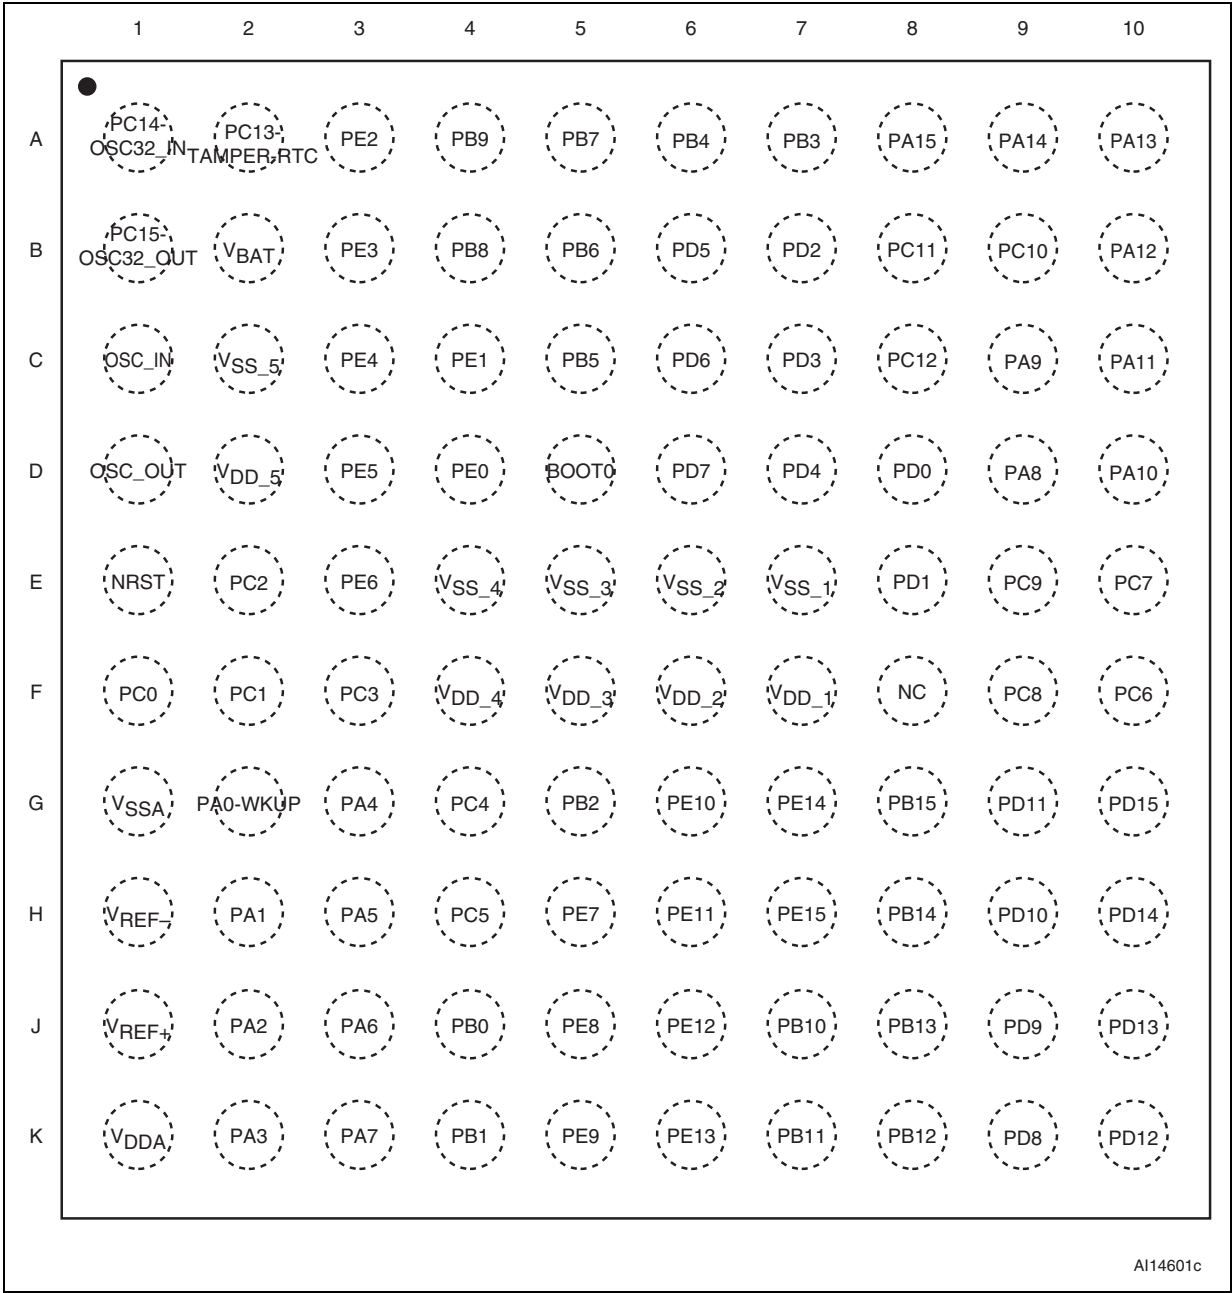 1 2 3 4 5 6 7 8 9 10
A PC14-OSC32_IN PC13-TAMPER-RTC PE2 PB9 PB7 PB4 PB3 PA15 PA14 PA13
B PC15-OSC32_OUT VBAT PE3 PB8 PB6 PD5 PD2 PC11 PC10 PA12
C OSC_IN VSS_5 PE4 PE1 PB5 PD6 PD3 PC12 PA9 PA11
D OSC_OUT VDD_5 PE5 PE0 BOOT0 PD7 PD4 PD0 PA8 PA10
E NRST PC2 PE6 VSS_4 VSS_3 VSS_2 VSS_1 PD1 PC9 PC7
F PC0 PC1 PC3 VDD_4 VDD_3 VDD_2 VDD_1 NC PC8 PC6
G VSSA PA0-WKUP PA4 PC4 PB2 PE10 PE14 PB15 PD11 PD15
H VREF– PA1 PA5 PC5 PE7 PE11 PE15 PB14 PD10 PD14
J VREF+ PA2 PA6 PB0 PE8 PE12 PB10 PB13 PD9 PD13
K VDDA PA3 PA7 PB1 PE9 PE13 PB11 PB12 PD8 PD12
AI14601c